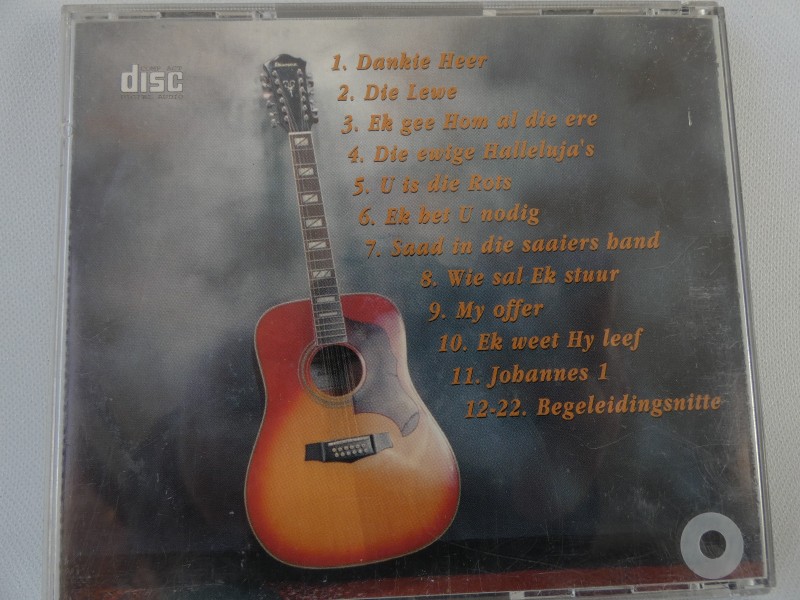 disc
1. Dankie Heer
2. Die Lewe
3. Ek gee Hom al die ere
4. Die ewige Halleluja's
5. U is die Rots
6. Ek het U nodig
7. Saad in die saaiers hand
8. Wie sal Ek stuur
9. My offer
10. Ek weet Hy leef
11. Johannes 1
12-22. Begeleidingsnitte